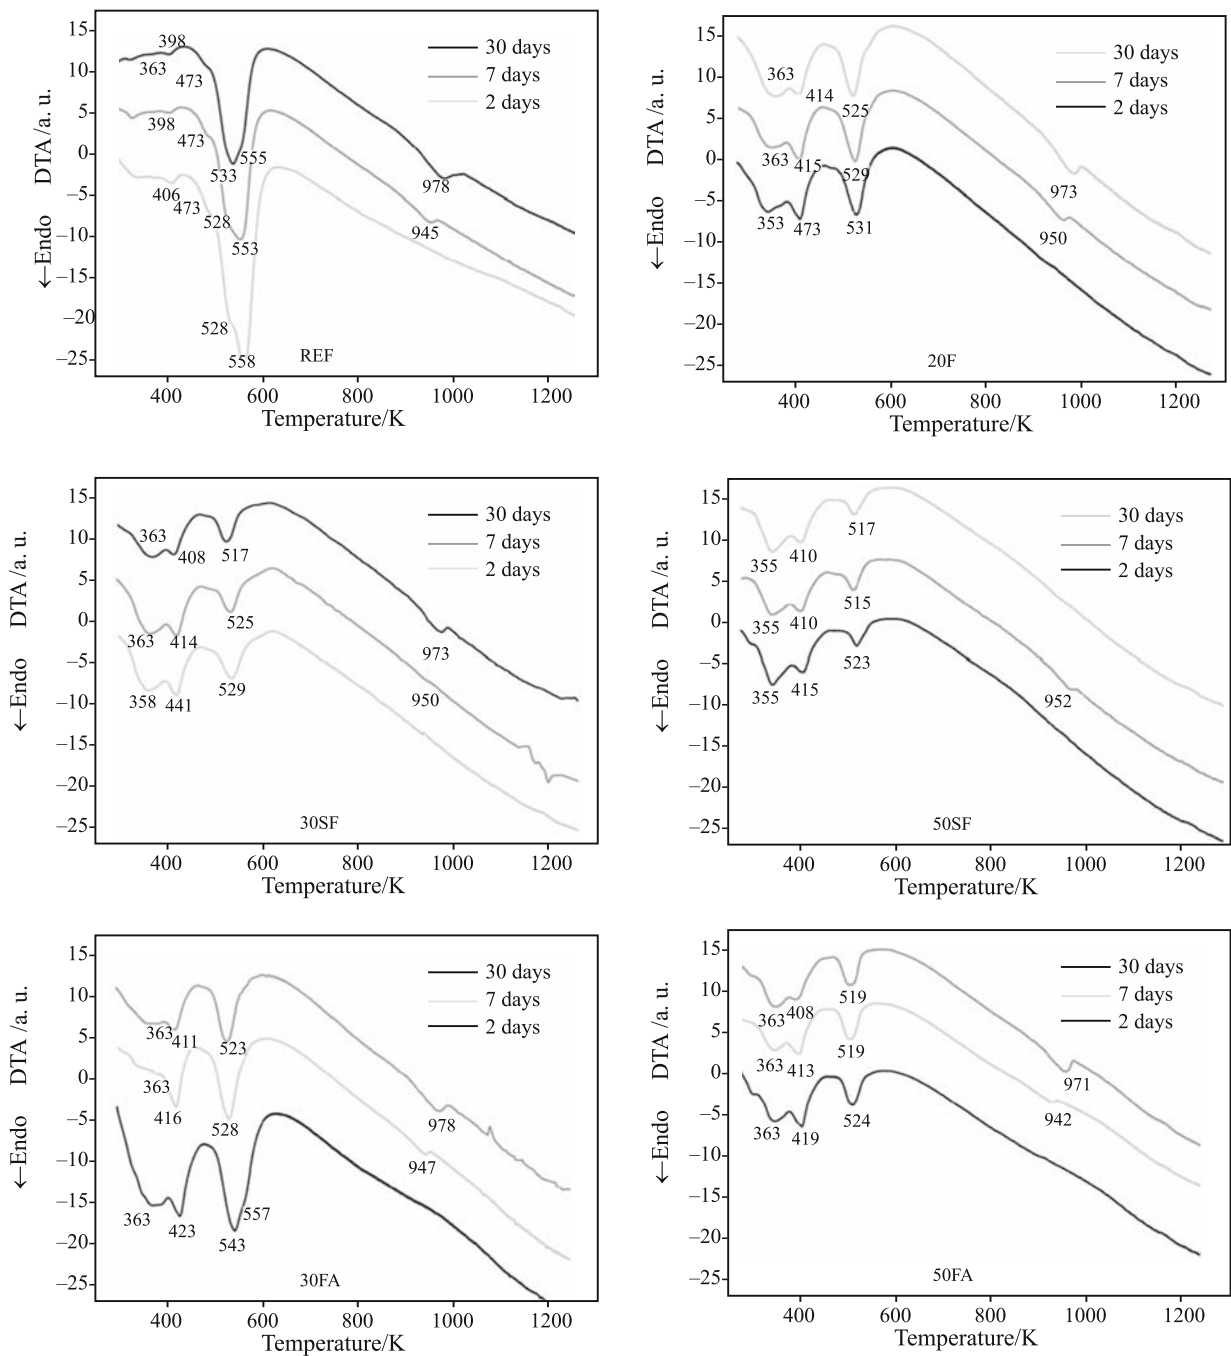 15
10
5
0
−5
−10
−15
−20
−25
←Endo DTA /a. u.
398
363
473
398
473
533
555
978
406
473
528
553
945
528
558
REF
30 days
7 days
2 days
400 600 800 1000 1200
Temperature/K
15
10
5
0
−5
−10
−15
−20
−25
←Endo DTA /a. u.
363
414
525
363
415
529
973
353
473
531
950
20F
30 days
7 days
2 days
400 600 800 1000 1200
Temperature/K
15
10
5
0
−5
−10
−15
−20
−25
←Endo DTA /a. u.
363
408
517
363
414
525
973
358
441
529
950
30SF
30 days
7 days
2 days
400 600 800 1000 1200
Temperature/K
15
10
5
0
−5
−10
−15
−20
−25
←Endo DTA /a. u.
355
410
517
355
410
515
355
415
523
952
50SF
30 days
7 days
2 days
400 600 800 1000 1200
Temperature/K
15
10
5
0
−5
−10
−15
−20
−25
←Endo DTA /a. u.
363
411
523
363
416
528
978
947
363
423
543
557
30FA
30 days
7 days
2 days
400 600 800 1000 1200
Temperature/K
15
10
5
0
−5
−10
−15
−20
−25
←Endo DTA /a. u.
363
408
519
363
413
519
971
363
419
524
942
50FA
30 days
7 days
2 days
400 600 800 1000 1200
Temperature/K